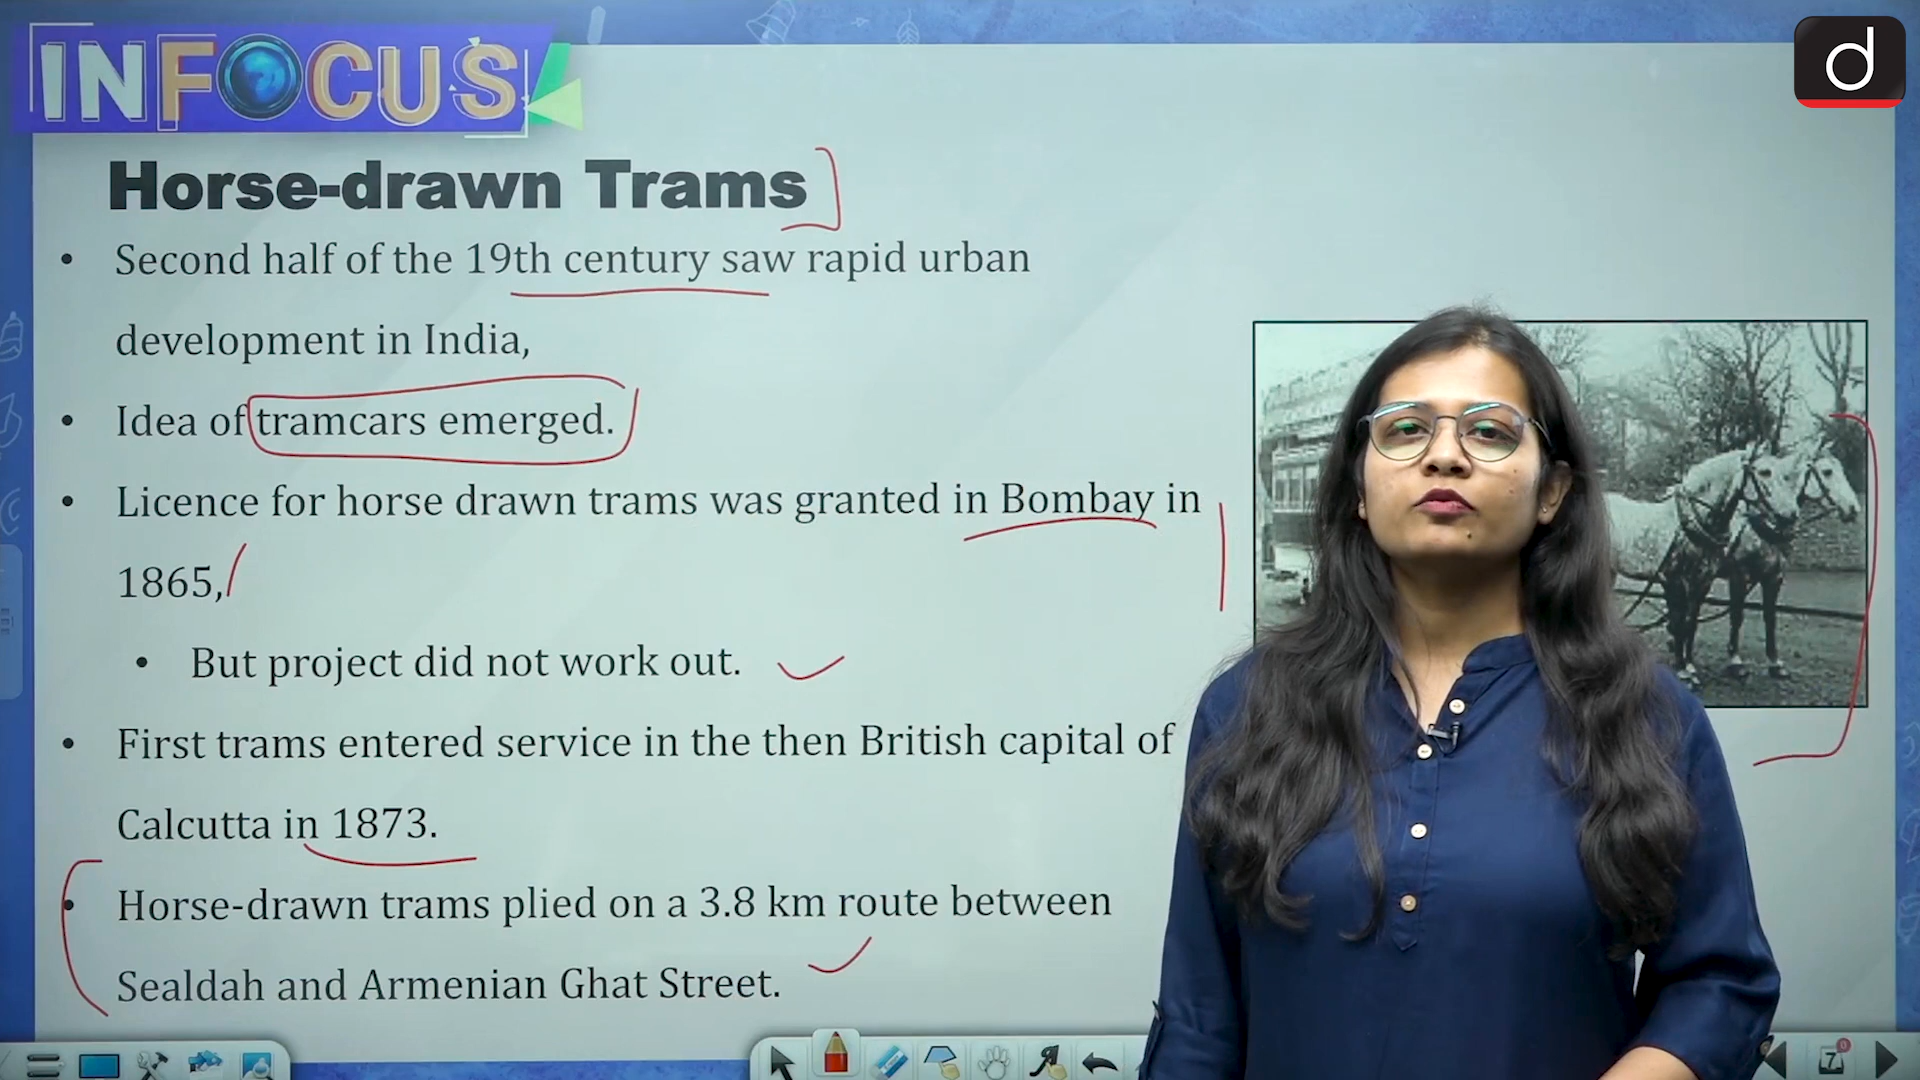 INFOCUS
d
Horse-drawn Trams
• Second half of the 19th century saw rapid urban
development in India,
• Idea of tramcars emerged.
• Licence for horse drawn trams was granted in Bombay in
1865,
• But project did not work out.
• First trams entered service in the then British capital of
Calcutta in 1873.
• Horse-drawn trams plied on a 3.8 km route between
Sealdah and Armenian Ghat Street.
7
0